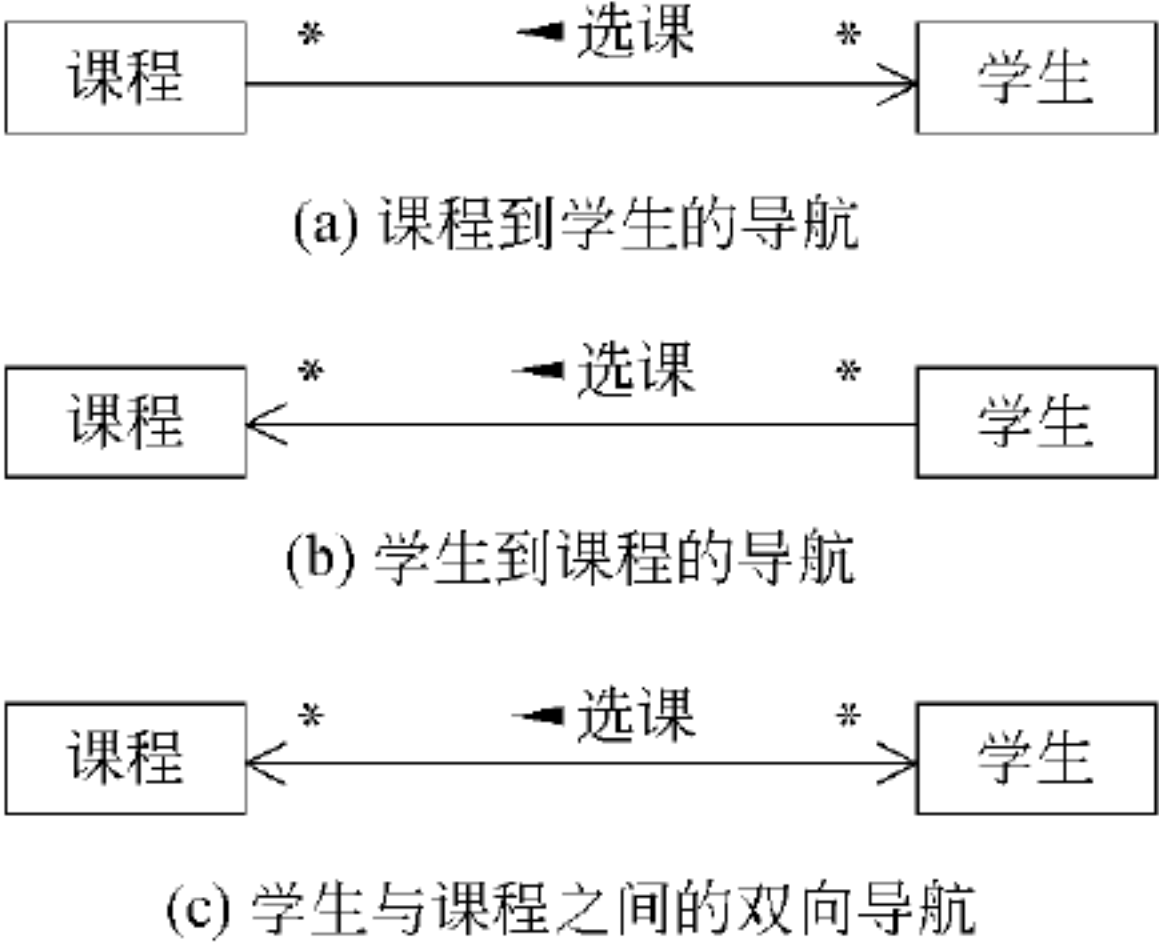 * ◄选课 *
课程 学生
(a) 课程到学生的导航
* ◄选课 *
课程 学生
(b) 学生到课程的导航
* ◄选课 *
课程 学生
(c) 学生与课程之间的双向导航